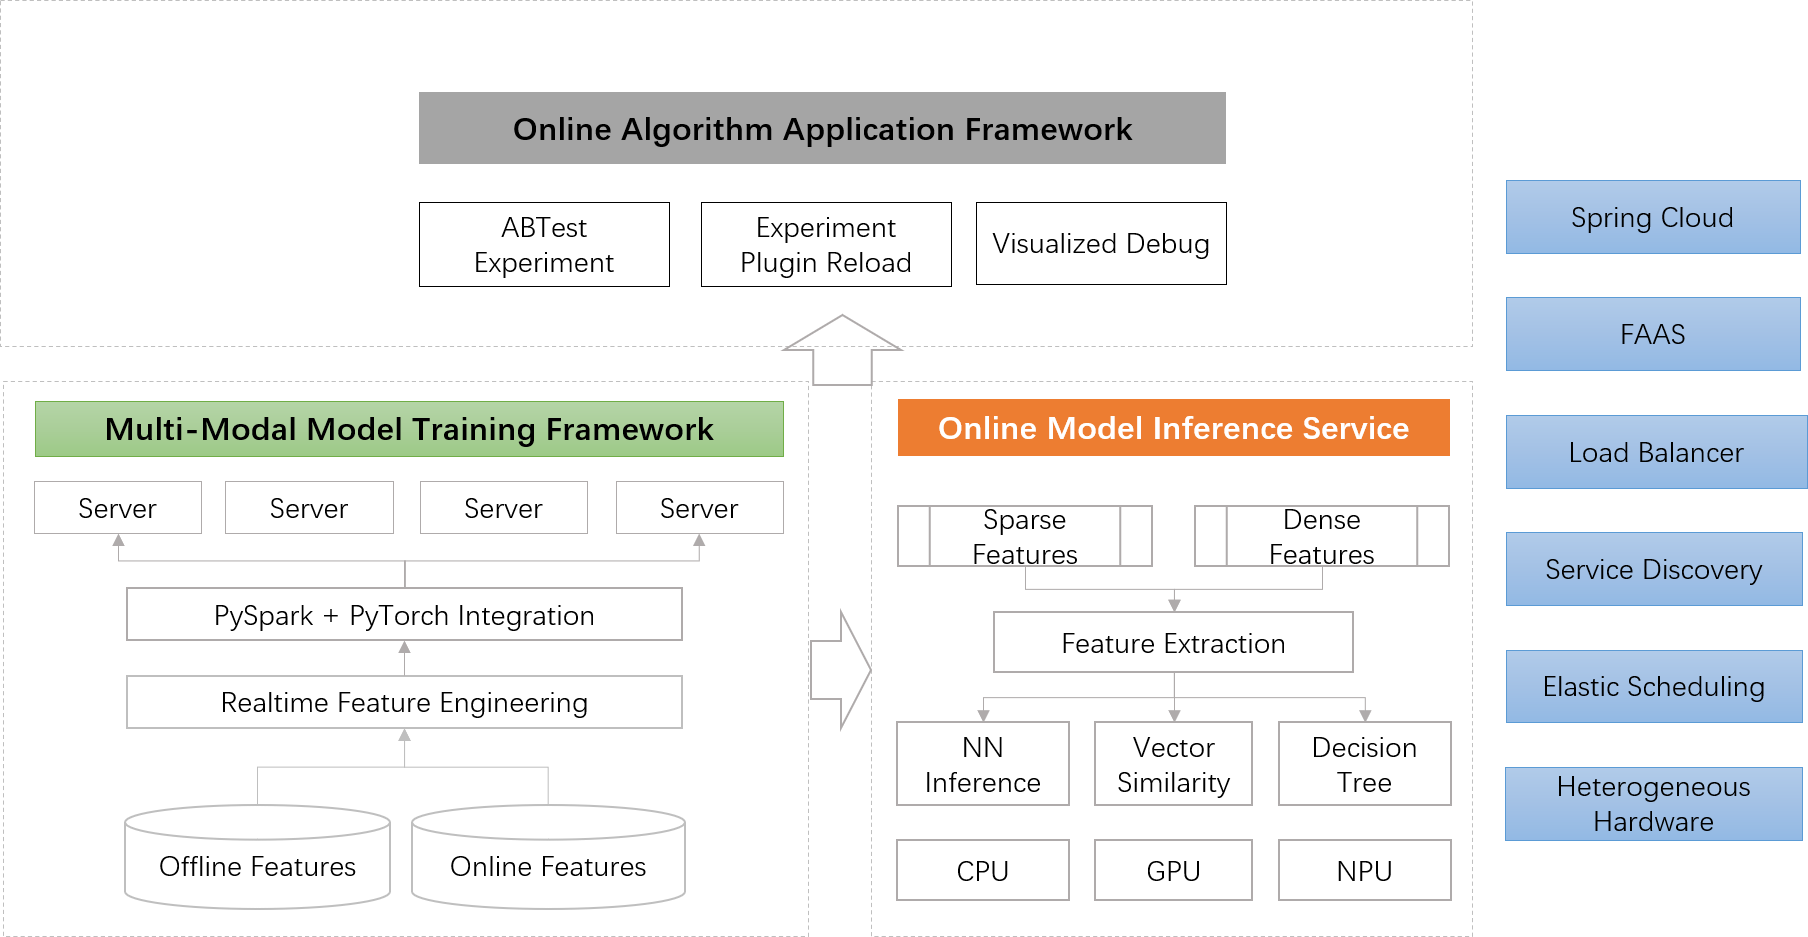 Online Algorithm Application Framework
ABTest
Experiment
Experiment
Plugin Reload
Visualized Debug
Multi-Modal Model Training Framework
Server
Server
Server
Server
PySpark + PyTorch Integration
Realtime Feature Engineering
Offline Features
Online Features
Online Model Inference Service
Sparse
Features
Dense
Features
Feature Extraction
NN
Inference
Vector
Similarity
Decision
Tree
CPU
GPU
NPU
Spring Cloud
FAAS
Load Balancer
Service Discovery
Elastic Scheduling
Heterogeneous
Hardware